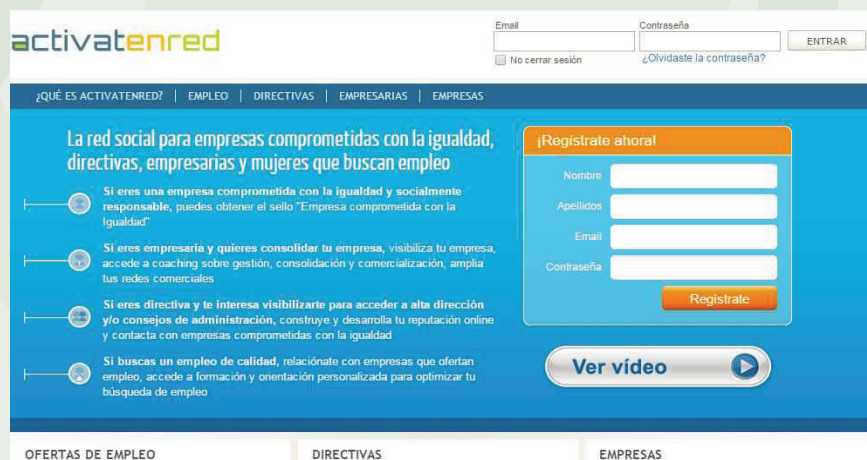 activatenred
Email
Contraseña
ENTRAR
No cerrar sesión
¿Olvidaste la contraseña?
¿QUÉ ES ACTIVATENRED? | EMPLEO | DIRECTIVAS | EMPRESARIAS | EMPRESAS
La red social para empresas comprometidas con la igualdad,
directivas, empresarias y mujeres que buscan empleo
Si eres una empresa comprometida con la igualdad y socialmente
responsable, puedes obtener el sello "Empresa comprometida con la
Igualdad"
Si eres empresaria y quieres consolidar tu empresa, visibiliza tu empresa,
accede a coaching sobre gestión, consolidación y comercialización, amplia
tus redes comerciales
Si eres directiva y te interesa visibilizarte para acceder a alta dirección
y/o consejos de administración, construye y desarrolla tu reputación online
y contacta con empresas comprometidas con la igualdad
Si buscas un empleo de calidad, relaciónate con empresas que ofertan
empleo, accede a formación y orientación personalizada para optimizar tu
búsqueda de empleo
¡Regístrate ahora!
Nombre
Apellidos
Email
Contraseña
Regístrate
Ver vídeo
OFERTAS DE EMPLEO
DIRECTIVAS
EMPRESAS